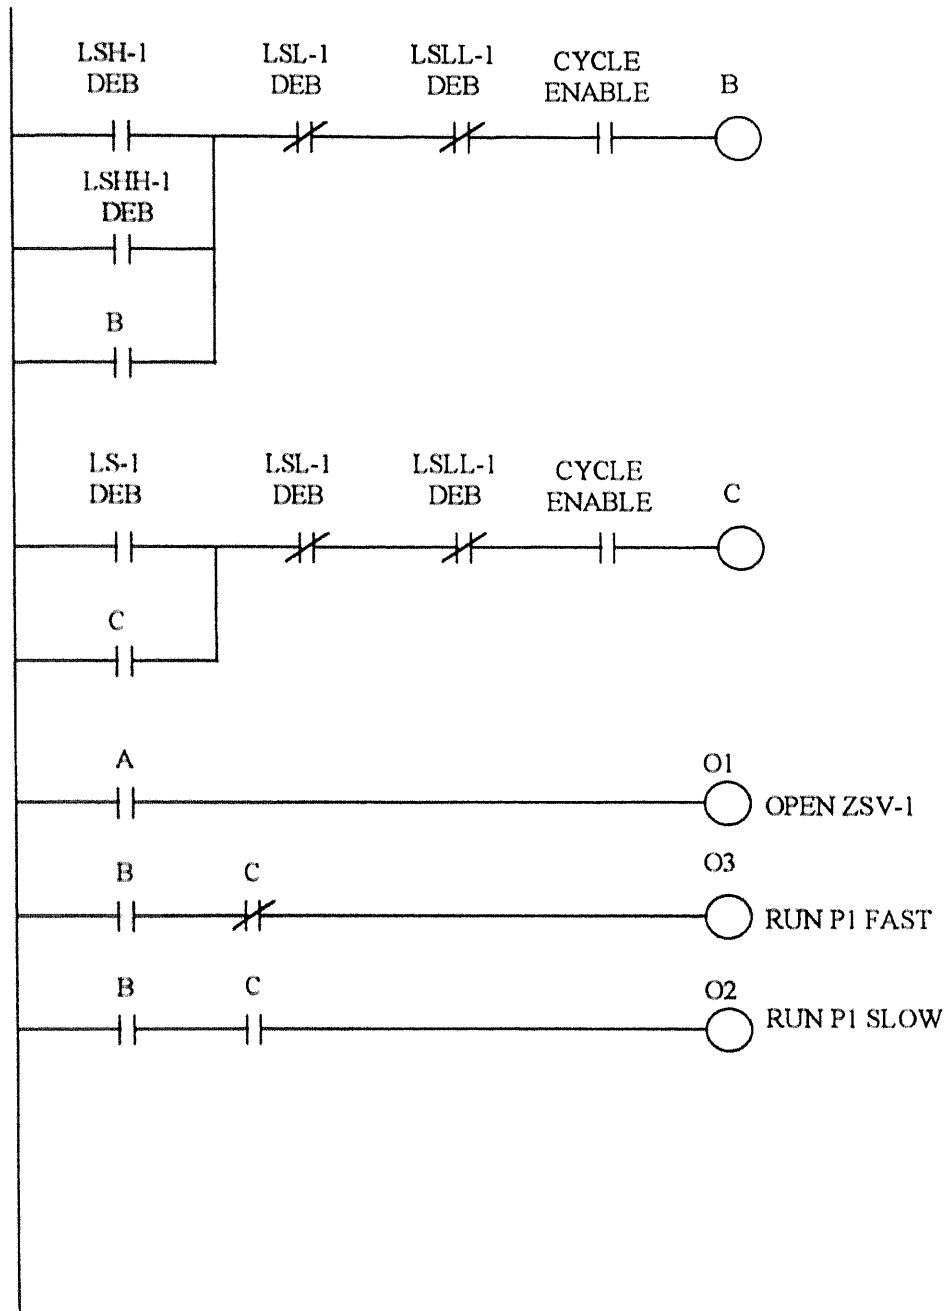 LSH-1 DEB
LSL-1 DEB
LSLL-1 DEB
CYCLE ENABLE
B
LSHH-1 DEB
B
LS-1 DEB
LSL-1 DEB
LSLL-1 DEB
CYCLE ENABLE
C
C
A
O1
OPEN ZSV-1
B
C
O3
RUN P1 FAST
B
C
O2
RUN P1 SLOW